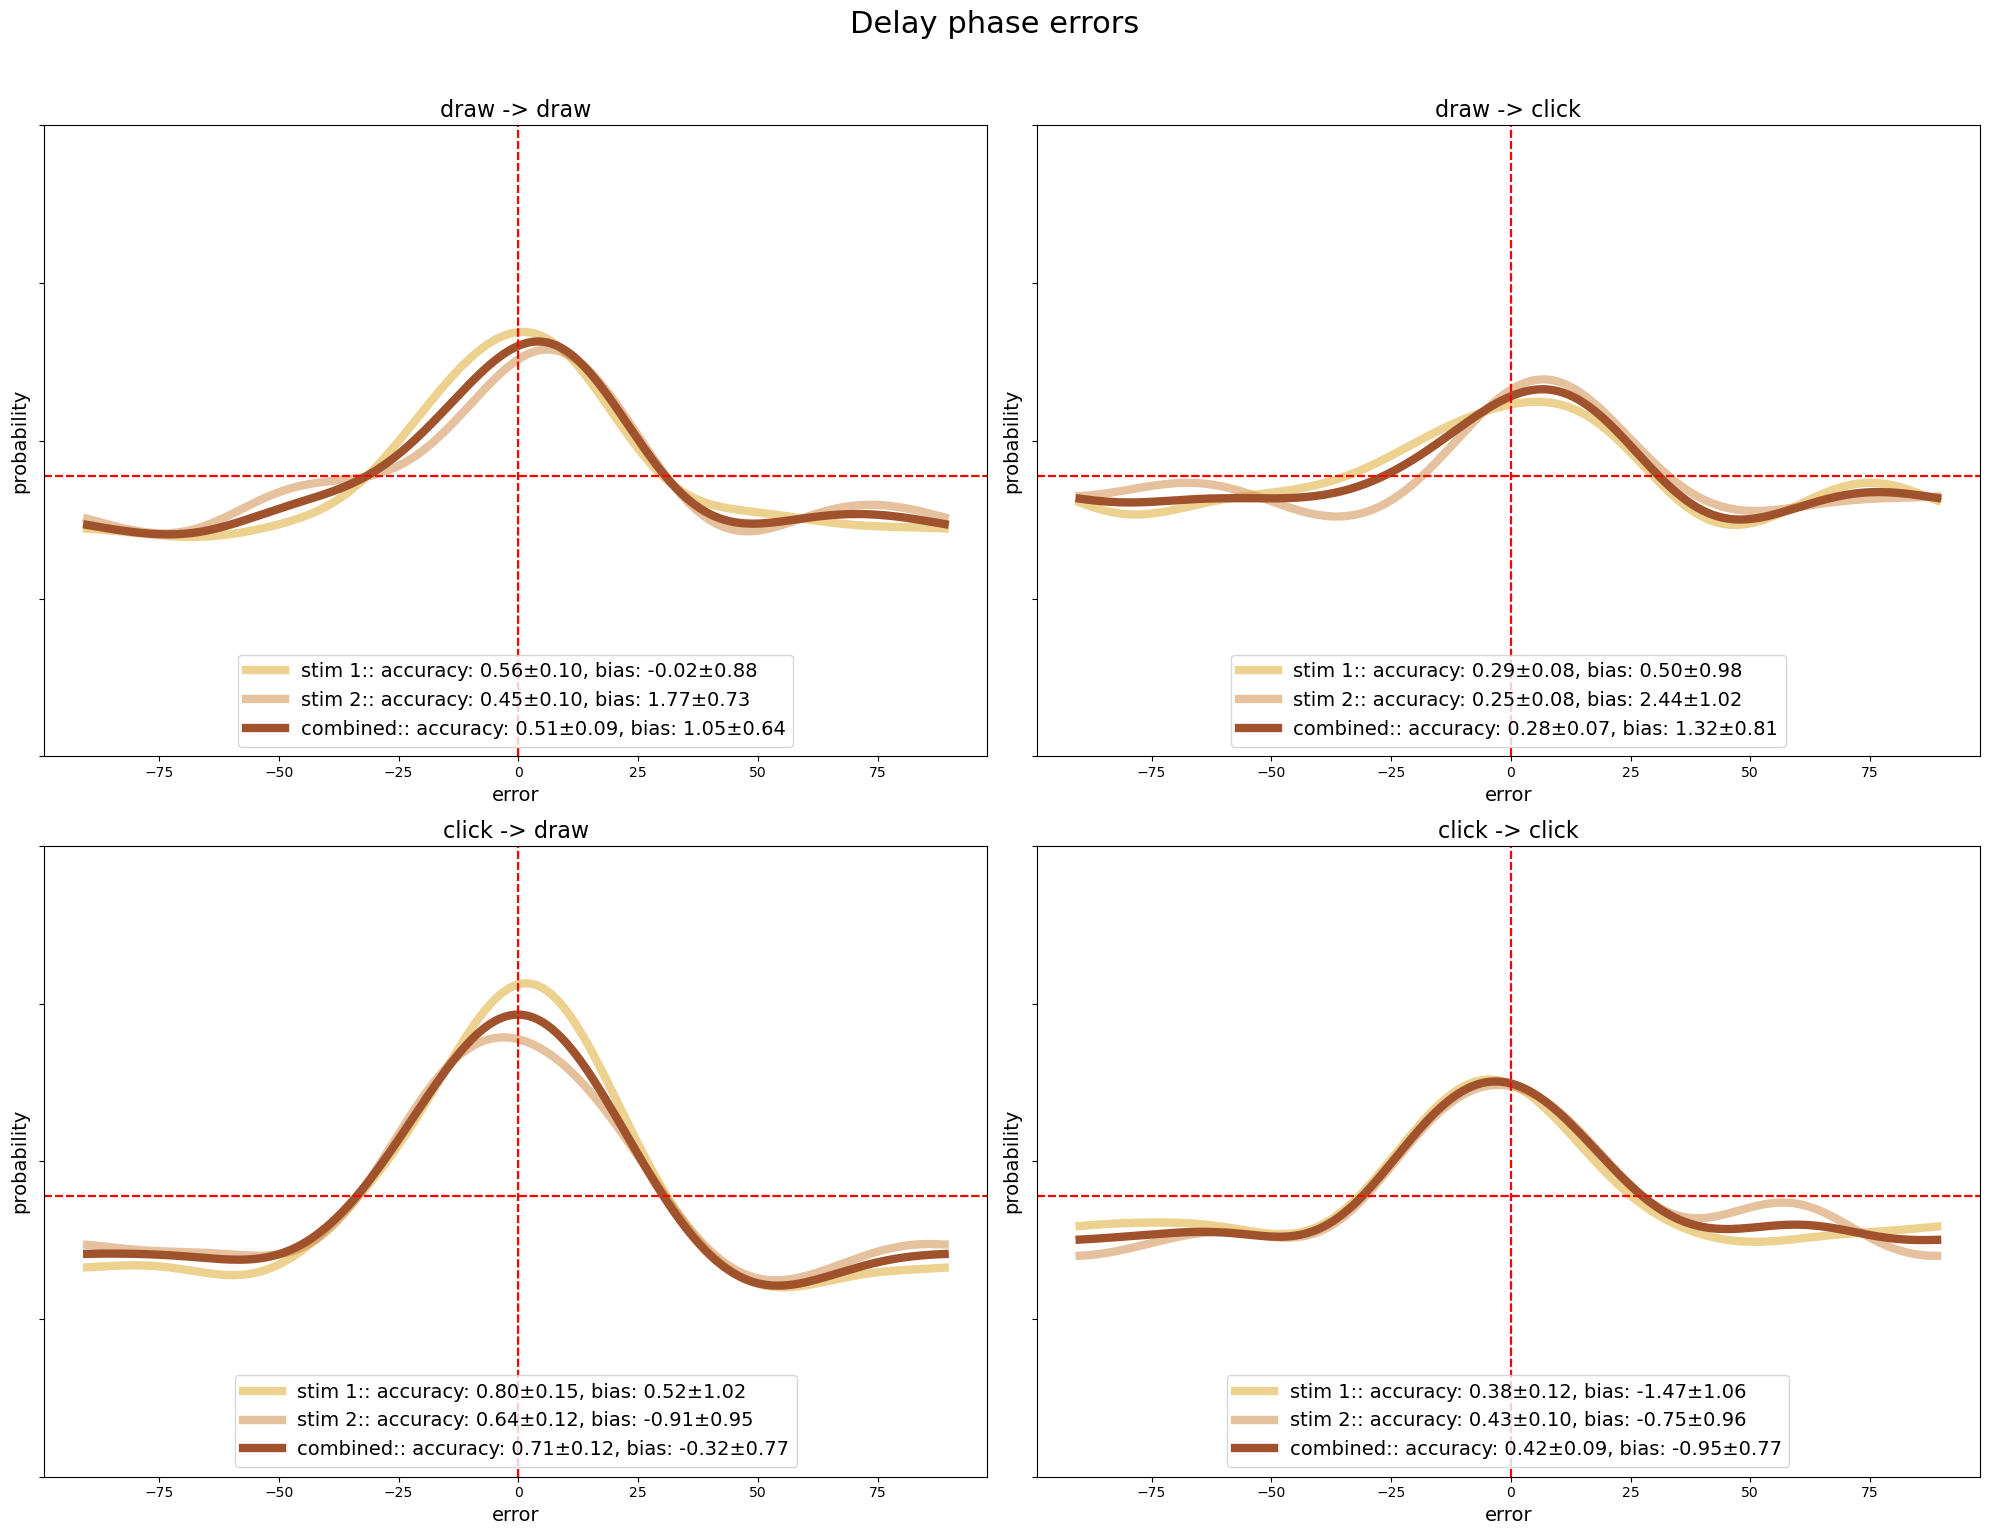 Delay phase errors
draw -> draw
probability
stim 1:: accuracy: 0.56±0.10, bias: -0.02±0.88
stim 2:: accuracy: 0.45±0.10, bias: 1.77±0.73
combined:: accuracy: 0.51±0.09, bias: 1.05±0.64
−75 −50 −25 0 25 50 75
error
draw -> click
probability
stim 1:: accuracy: 0.29±0.08, bias: 0.50±0.98
stim 2:: accuracy: 0.25±0.08, bias: 2.44±1.02
combined:: accuracy: 0.28±0.07, bias: 1.32±0.81
−75 −50 −25 0 25 50 75
error
click -> draw
probability
stim 1:: accuracy: 0.80±0.15, bias: 0.52±1.02
stim 2:: accuracy: 0.64±0.12, bias: -0.91±0.95
combined:: accuracy: 0.71±0.12, bias: -0.32±0.77
−75 −50 −25 0 25 50 75
error
click -> click
probability
stim 1:: accuracy: 0.38±0.12, bias: -1.47±1.06
stim 2:: accuracy: 0.43±0.10, bias: -0.75±0.96
combined:: accuracy: 0.42±0.09, bias: -0.95±0.77
−75 −50 −25 0 25 50 75
error